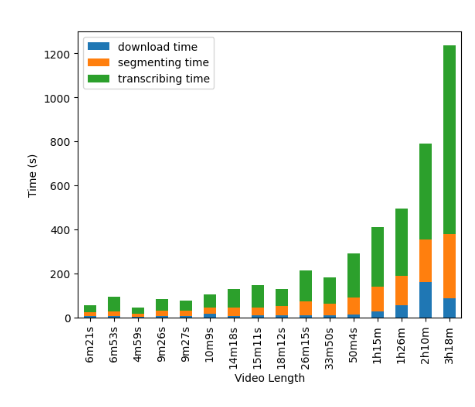 download time
segmenting time
transcribing time
1200
1000
800
600
400
200
0
Time (s)
6m21s
6m53s
4m59s
9m26s
9m27s
10m9s
14m18s
15m11s
18m12s
26m15s
33m50s
50m4s
1h15m
1h26m
2h10m
3h18m
Video Length